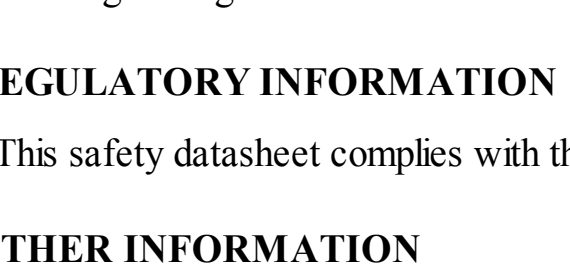 EGULATORY INFORMATION
This safety datasheet complies with th
THER INFORMATION